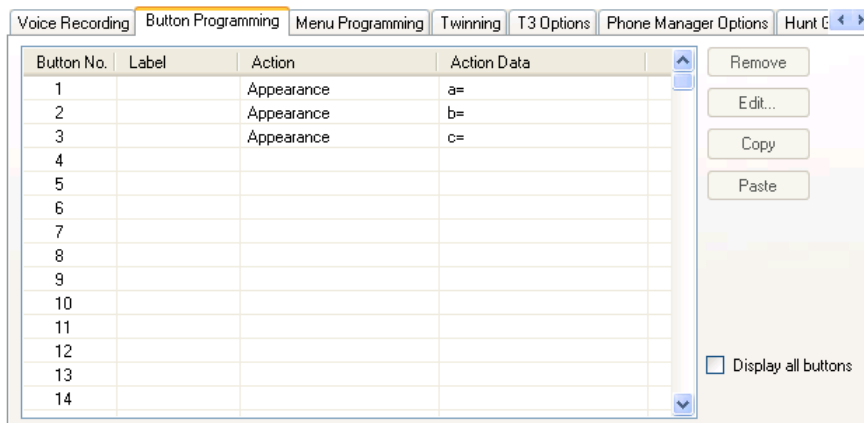 Voice Recording Button Programming Menu Programming Twinning T3 Options Phone Manager Options Hunt
Button No. Label Action Action Data Remove
1 Appearance a=
2 Appearance b= Edit...
3 Appearance c= Copy
4
5 Paste
6
7
8
9
10
11
12
13 Display all buttons
14